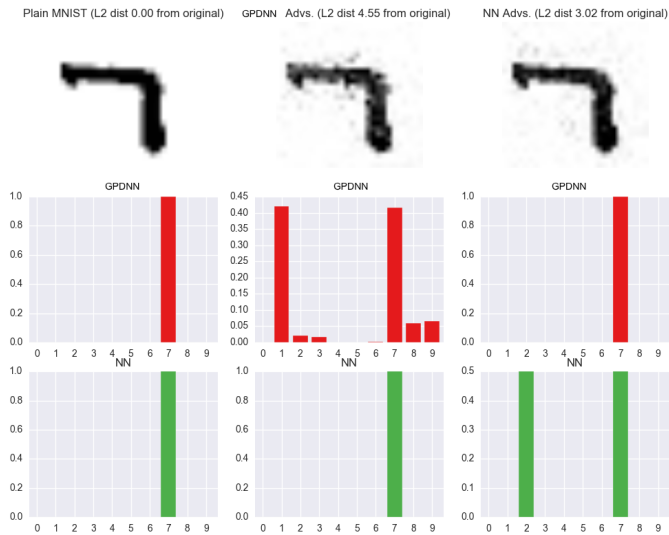 Plain MNIST (L2 dist 0.00 from original) GPDNN Advs. (L2 dist 4.55 from original) NN Advs. (L2 dist 3.02 from original)
GPDNN GPDNN GPDNN
1.0 0.45 1.0
0.40
0.8 0.35 0.8
0.30
0.6 0.25 0.6
0.20
0.4 0.15 0.4
0.2 0.10 0.2
0.05
0.0 0.00 0.0
0 1 2 3 4 5 6 7 8 9 0 1 2 3 4 5 6 7 8 9 0 1 2 3 4 5 6 7 8 9
NN NN NN
1.0 1.0 0.5
0.8 0.8 0.4
0.6 0.6 0.3
0.4 0.4 0.2
0.2 0.2 0.1
0.0 0.0 0.0
0 1 2 3 4 5 6 7 8 9 0 1 2 3 4 5 6 7 8 9 0 1 2 3 4 5 6 7 8 9